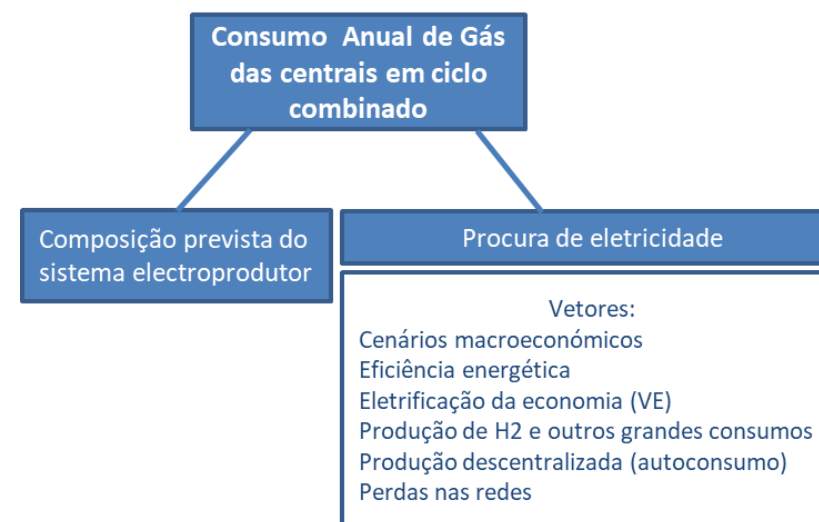 Consumo Anual de Gás
das centrais em ciclo
combinado
Composição prevista do
sistema electroprodutor
Procura de eletricidade
Vetores:
Cenários macroeconómicos
Eficiência energética
Eletrificação da economia (VE)
Produção de H2 e outros grandes consumos
Produção descentralizada (autoconsumo)
Perdas nas redes